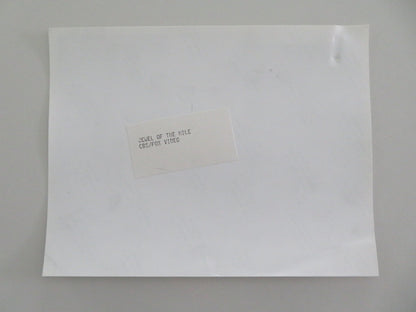 JEWEL OF THE NILE
CBS/FOX VIDEO